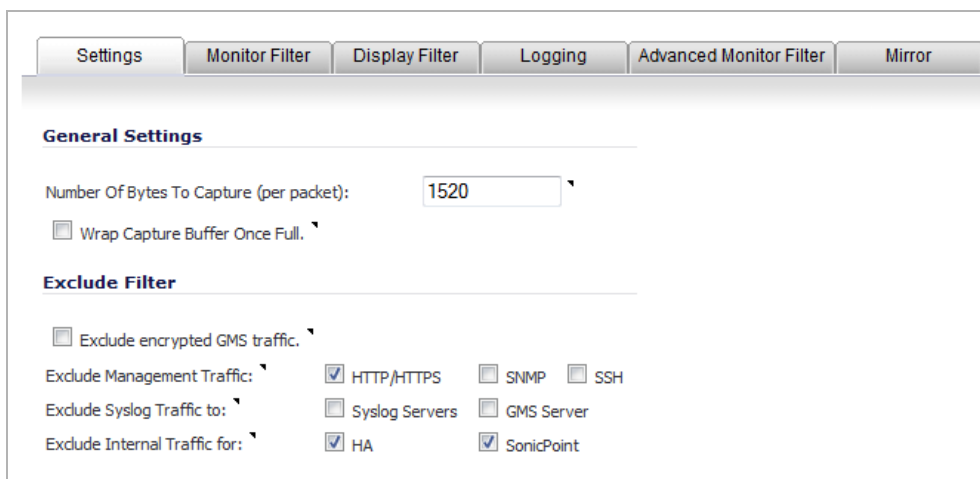 Settings Monitor Filter Display Filter Logging Advanced Monitor Filter Mirror
General Settings
Number Of Bytes To Capture (per packet): 1520
Wrap Capture Buffer Once Full.
Exclude Filter
Exclude encrypted GMS traffic.
Exclude Management Traffic: HTTP/HTTPS SNMP SSH
Exclude Syslog Traffic to: Syslog Servers GMS Server
Exclude Internal Traffic for: HA SonicPoint